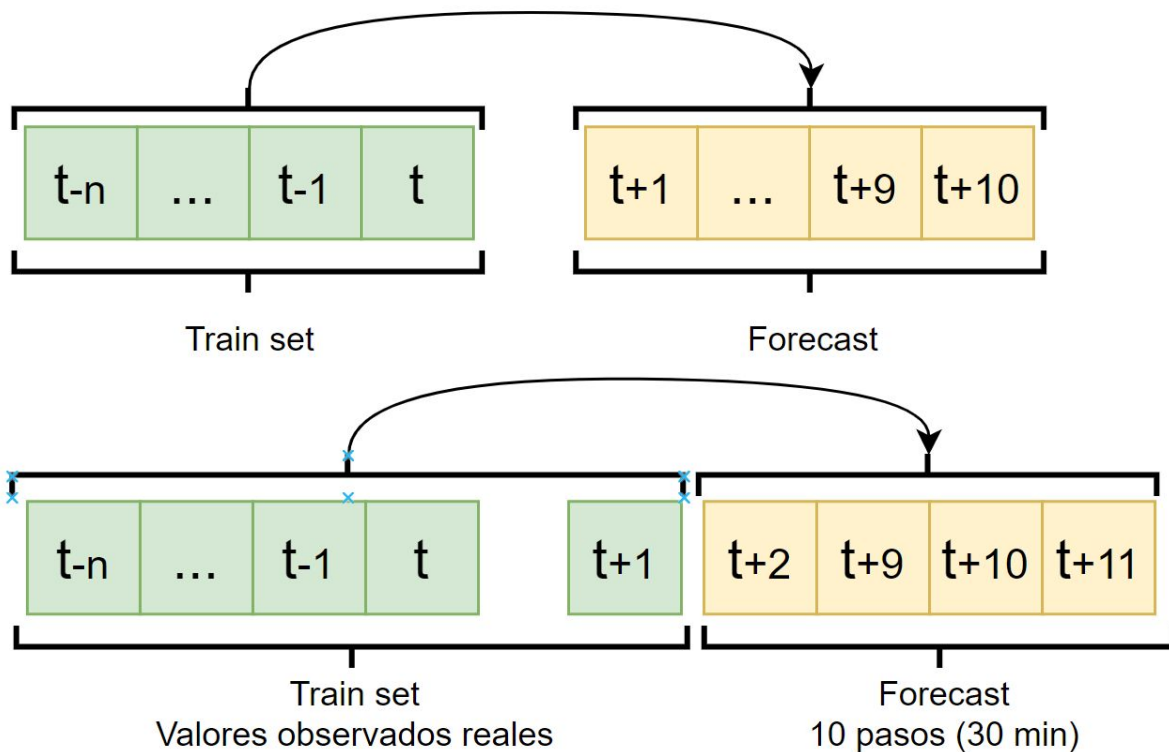 t-n ... t-1 t t+1 ... t+9 t+10
Train set Forecast
t-n ... t-1 t t+1 t+2 t+9 t+10 t+11
Train set Forecast
Valores observados reales 10 pasos (30 min)